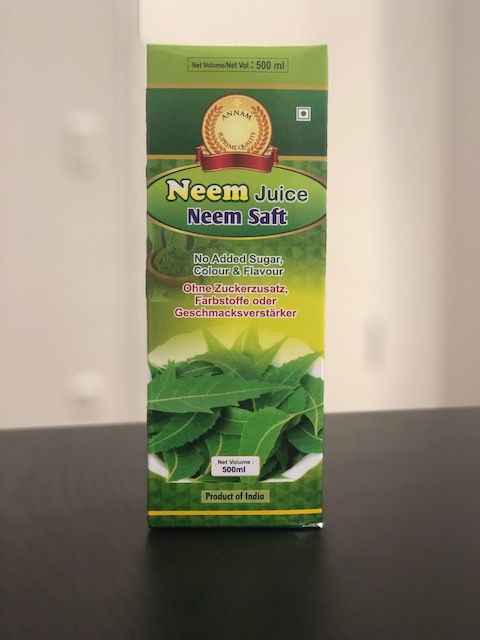 Net Volume/Net Vol.: 500 ml
ANNAM
SUPREME QUALITY
Neem Juice
Neem Saft
No Added Sugar,
Colour & Flavour
Ohne Zuckerzusatz,
Farbstoffe oder
Geschmacksverstärker
Net Volume :
500ml
Product of India